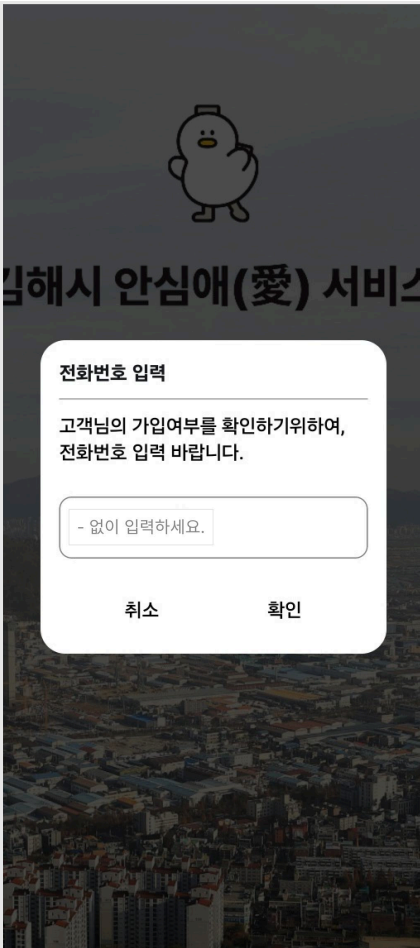 김해시 안심애(愛) 서비스
전화번호 입력
고객님의 가입여부를 확인하기위하여,
전화번호 입력 바랍니다.
- 없이 입력하세요.
취소
확인